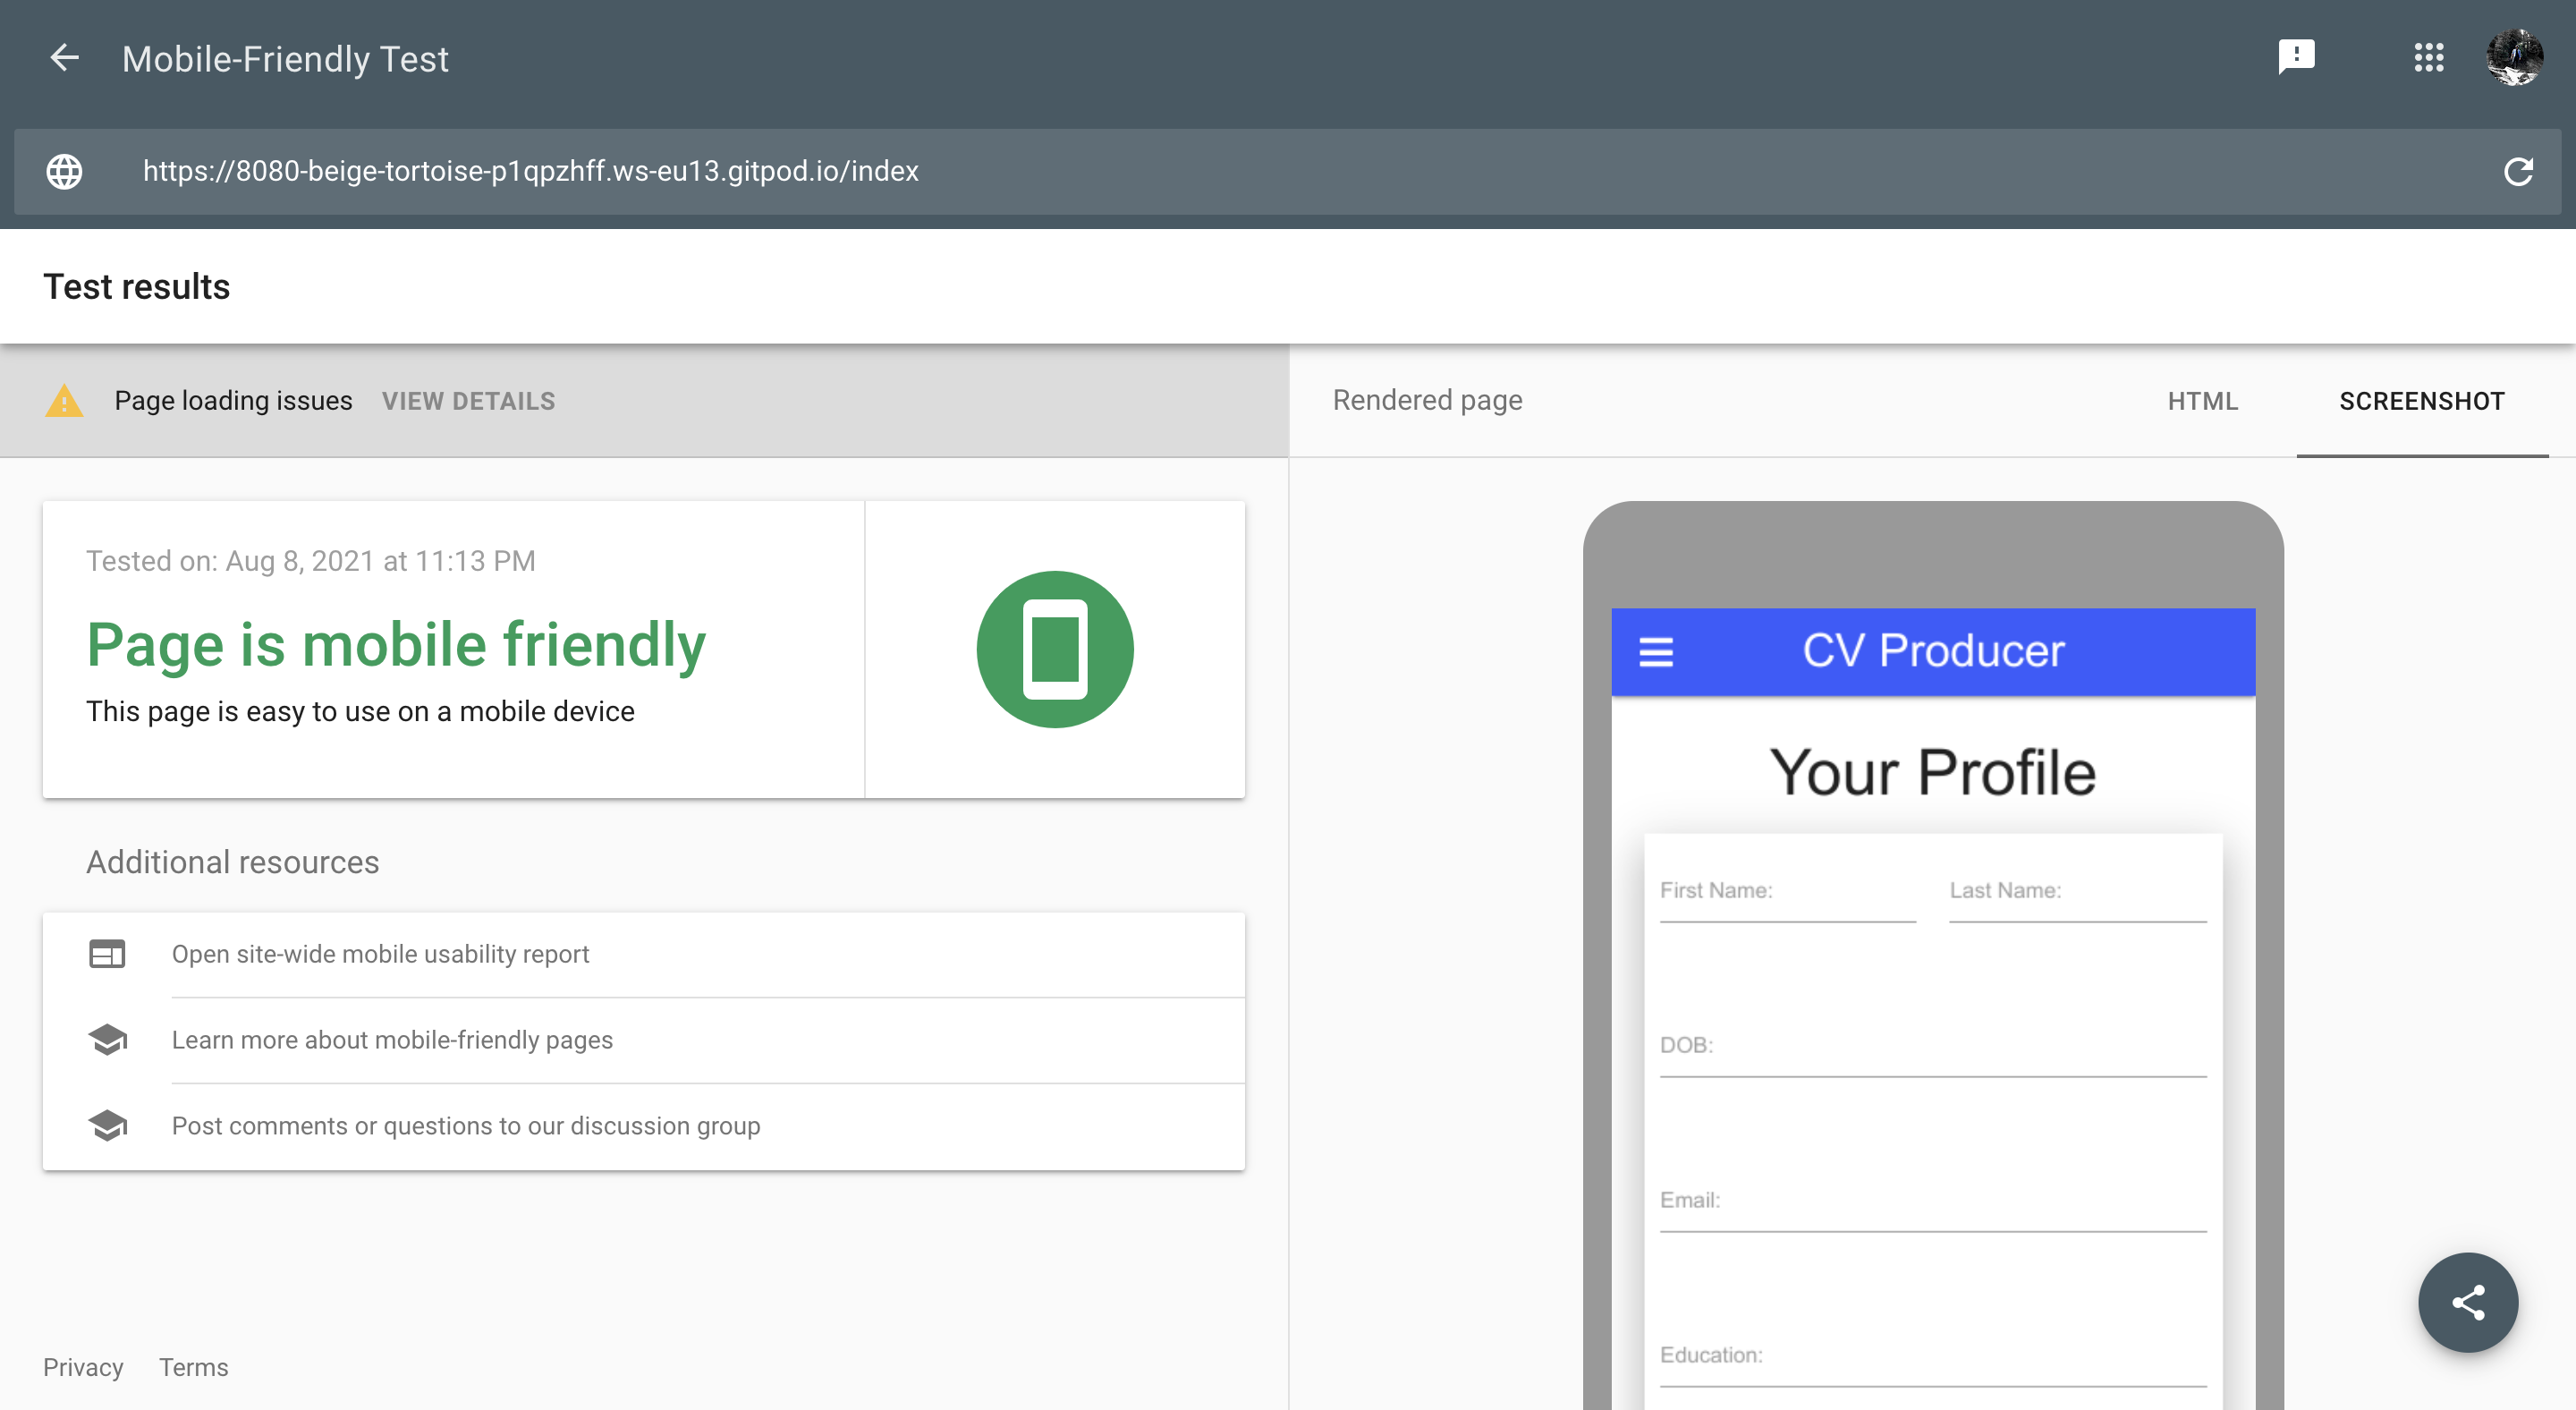 Mobile-Friendly Test
https://8080-beige-tortoise-p1qpzhff.ws-eu13.gitpod.io/index
Test results
Page loading issues VIEW DETAILS
Rendered page HTML SCREENSHOT
Tested on: Aug 8, 2021 at 11:13 PM
Page is mobile friendly
This page is easy to use on a mobile device
Additional resources
Open site-wide mobile usability report
Learn more about mobile-friendly pages
Post comments or questions to our discussion group
Privacy Terms
CV Producer
Your Profile
First Name: Last Name:
DOB:
Email:
Education: